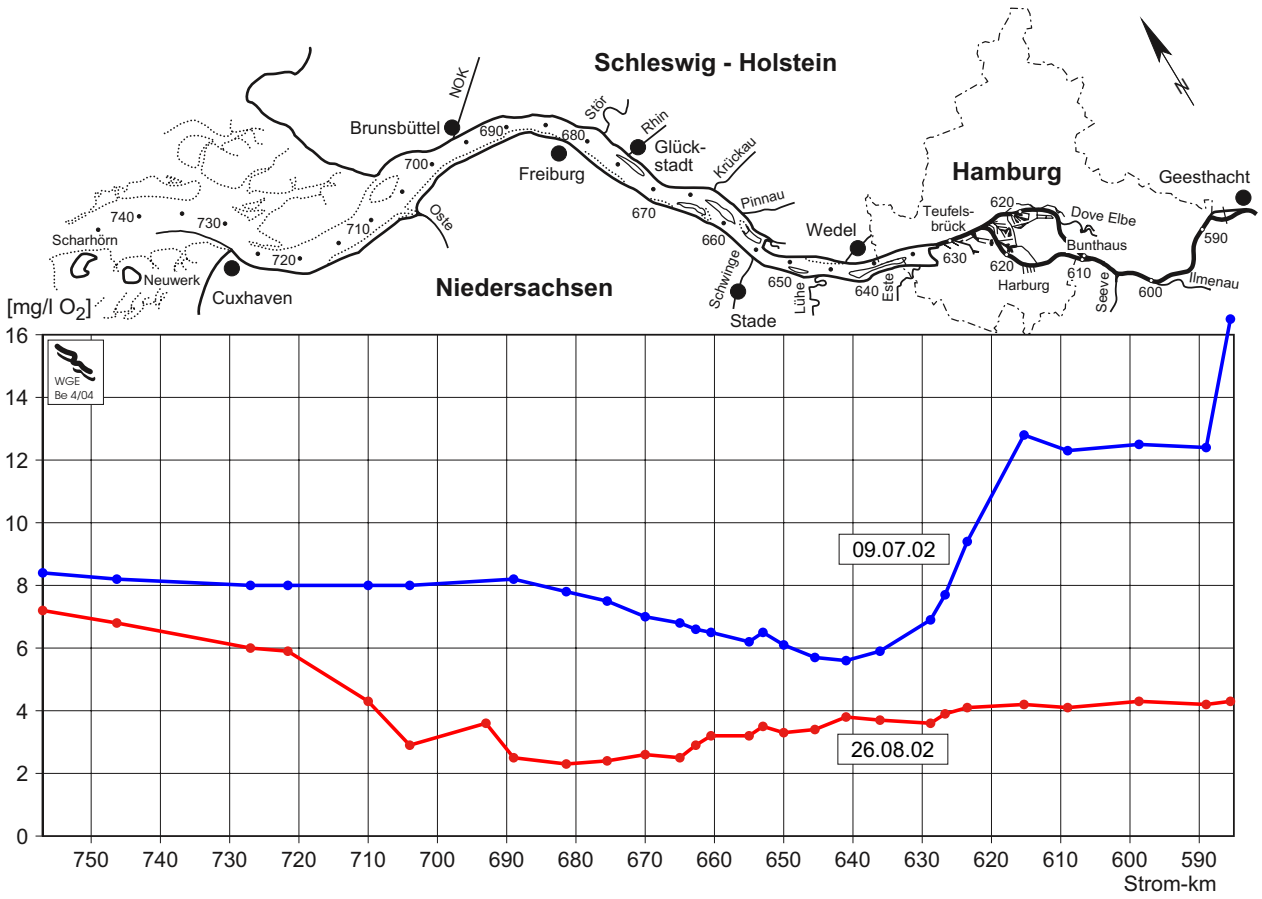 Schleswig - Holstein
NOK
Stör
Rhin
Brunsbüttel
690
680
Glück-
stadt
Krückau
Hamburg
Geesthacht
700
Freiburg
Pinnau
Teufels-
brück
620
Dove Elbe
740
730
710
Oste
670
660
Wedel
Bunthaus
590
Scharhörn
Neuwerk
720
Cuxhaven
Niedersachsen
Schwinge
650
Lühe
640
Este
630
620
Harburg
610
Seeve
600
Ilmenau
Stade
N
[mg/l O2]
16
14
12
10
8
6
4
2
0
WGE
Be 4/04
09.07.02
26.08.02
750 740 730 720 710 700 690 680 670 660 650 640 630 620 610 600 590
Strom-km